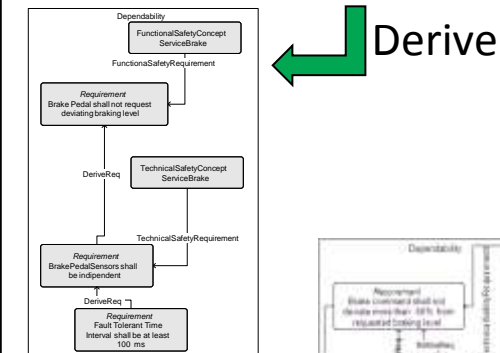 Dependability
FunctionalSafetyConcept
ServiceBrake
Derive
FunctionaSafetyRequirement
Requirement
Brake Pedal shall not request
deviating braking level
DeriveReq
TechnicalSafetyConcept
ServiceBrake
TechnicalSafetyRequirement
Requirement
BrakePedalSensors shall
be indipendent
DeriveReq
Requirement
Fault Tolerant Time
Interval shall be at least
100 ms
Dependability
Requirement
Brake command shall not
deviate more than from
requested braking level